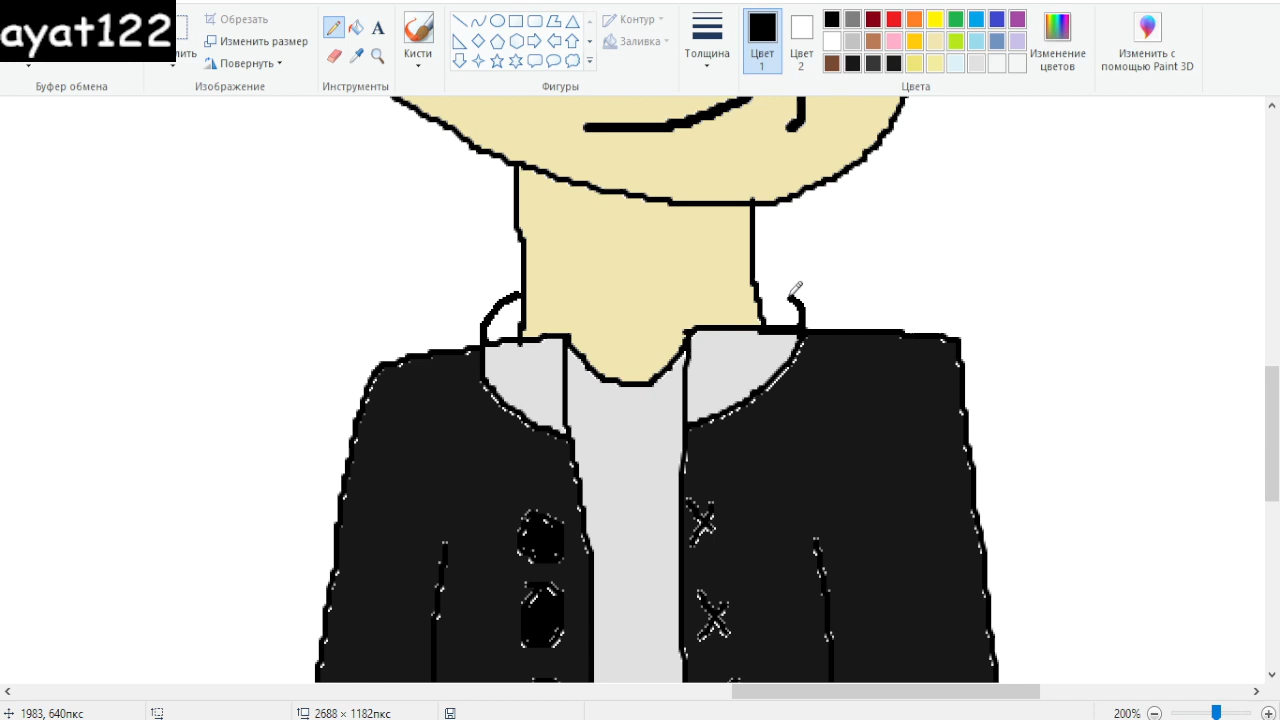 ayat122
Обрезать
Изменить размер
Повернуть
Буфер обмена
Изображение
A
Инструменты
Кисти
Контур
Заливка
Фигуры
Толщина
Цвет
1
Цвет
2
Цвета
Изменение
цветов
Изменить с
помощью Paint 3D
1983, 640пкс
2688 × 1182пкс
200%